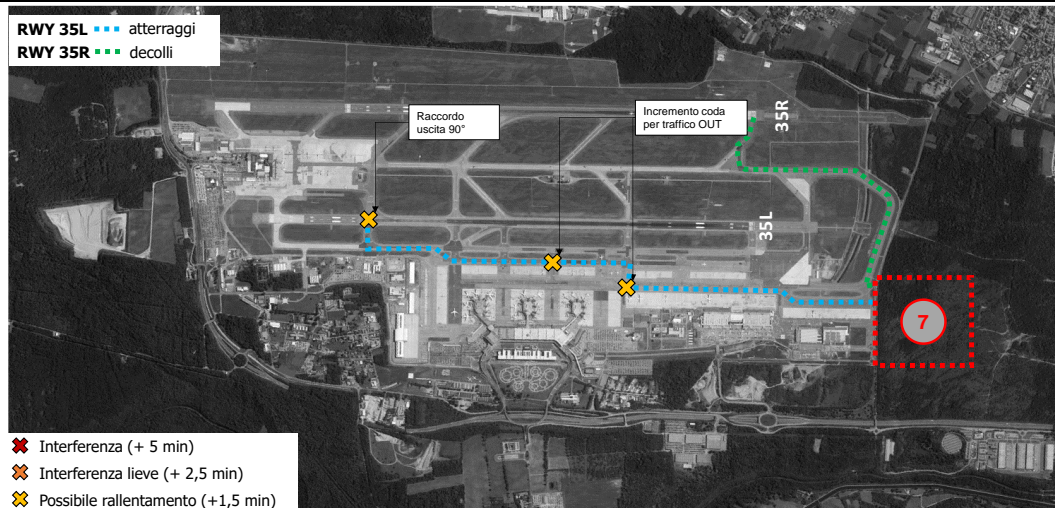 RWY 35L atterraggi
RWY 35R decolli
Raccordo
uscita 90°
Incremento coda
per traffico OUT
35R
35L
7
Interferenza (+ 5 min)
Interferenza lieve (+ 2,5 min)
Possibile rallentamento (+1,5 min)